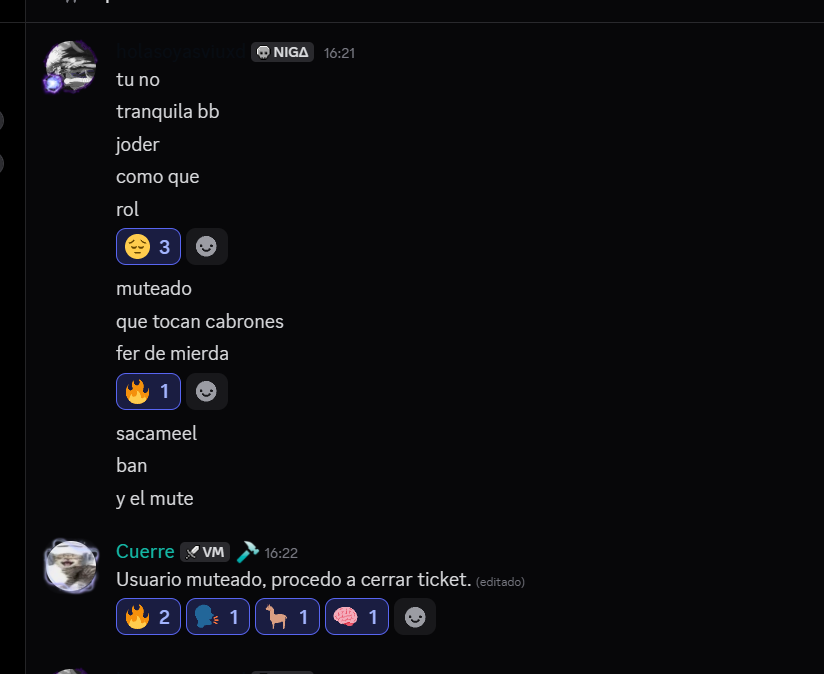 NIGΔ 16:21
tu no
tranquila bb
joder
como que
rol
3
muteado
que tocan cabrones
fer de mierda
1
sacameel
ban
y el mute
Cuerre VM 16:22
Usuario muteado, procedo a cerrar ticket. (editado)
2 1 1 1